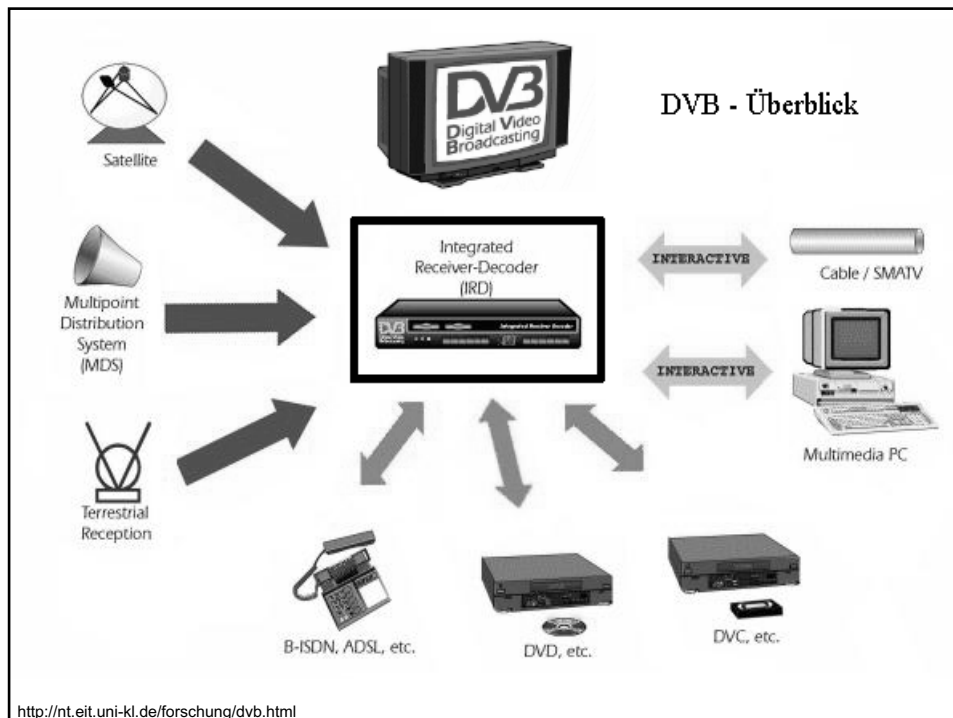 DVB
Digital Video
Broadcasting
DVB - Überblick
Satellite
Integrated
Receiver-Decoder
(IRD)
DVB
Integrated Receiver Decoder
INTERACTIVE
Cable / SMATV
Multipoint
Distribution
System
(MDS)
INTERACTIVE
Multimedia PC
Terrestrial
Reception
B-ISDN, ADSL, etc.
DVD, etc.
DVC, etc.
http://nt.eit.uni-kl.de/forschung/dvb.html